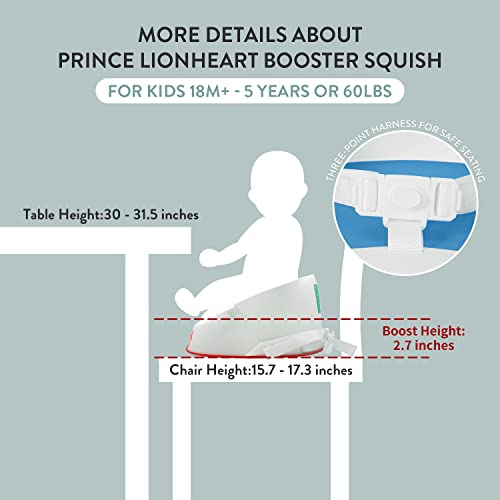 MORE DETAILS ABOUT
PRINCE LIONHEART BOOSTER SQUISH
FOR KIDS 18M+ - 5 YEARS OR 60LBS
THREE-POINT HARNESS FOR SAFE SEATING
Table Height:30 - 31.5 inches
Boost Height:
2.7 inches
Chair Height:15.7 - 17.3 inches